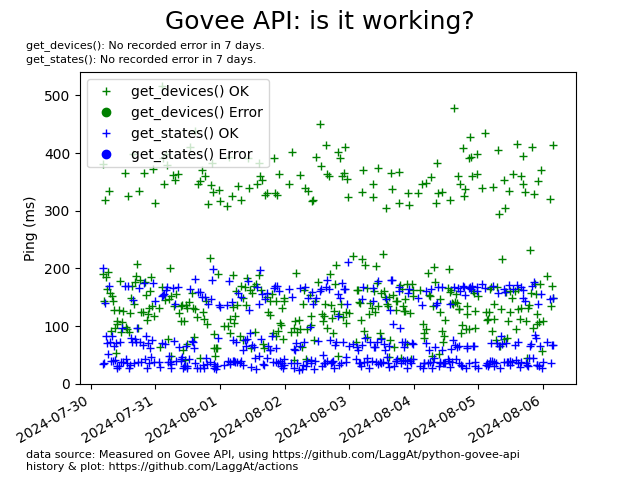 Govee API: is it working?
get_devices(): No recorded error in 7 days.
get_states(): No recorded error in 7 days.
get_devices() OK
get_devices() Error
get_states() OK
get_states() Error
Ping (ms)
500
400
300
200
100
0
2024-07-30
2024-07-31
2024-08-01
2024-08-02
2024-08-03
2024-08-04
2024-08-05
2024-08-06
data source: Measured on Govee API, using https://github.com/LaggAt/python-govee-api
history & plot: https://github.com/LaggAt/actions